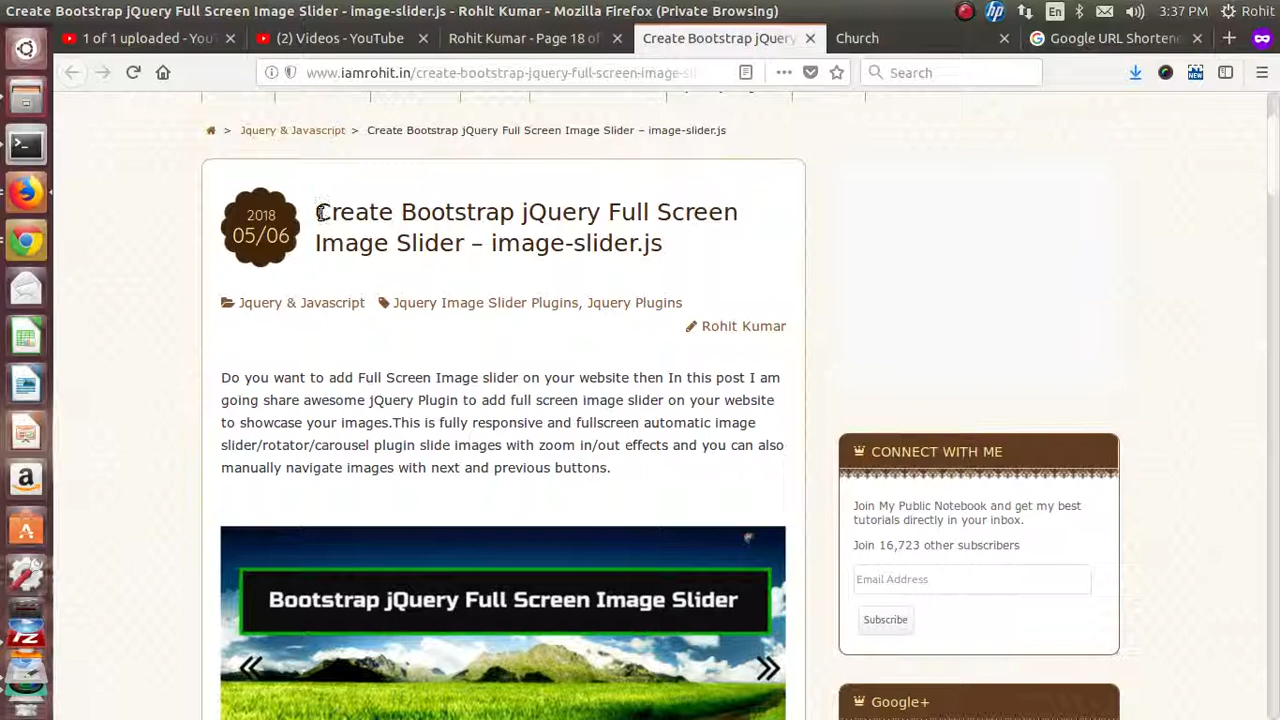 Create Bootstrap jQuery Full Screen Image Slider - image-slider.js - Rohit Kumar - Mozilla Firefox (Private Browsing)
En
3:37 PM
Rohit
1 of 1 uploaded - You
(2) Videos - YouTube
Rohit Kumar - Page 18 of
Create Bootstrap jQuery
Church
Google URL Shortene
www.iamrohit.in/create-bootstrap-jquery-full-screen-image-sli
Search
> Jquery & Javascript > Create Bootstrap jQuery Full Screen Image Slider – image-slider.js
2018
05/06
Create Bootstrap jQuery Full Screen
Image Slider – image-slider.js
Jquery & Javascript
Jquery Image Slider Plugins, Jquery Plugins
Rohit Kumar
Do you want to add Full Screen Image slider on your website then In this post I am
going share awesome jQuery Plugin to add full screen image slider on your website
to showcase your images.This is fully responsive and fullscreen automatic image
slider/rotator/carousel plugin slide images with zoom in/out effects and you can also
manually navigate images with next and previous buttons.
Bootstrap jQuery Full Screen Image Slider
CONNECT WITH ME
Join My Public Notebook and get my best
tutorials directly in your inbox.
Join 16,723 other subscribers
Email Address
Subscribe
Google+